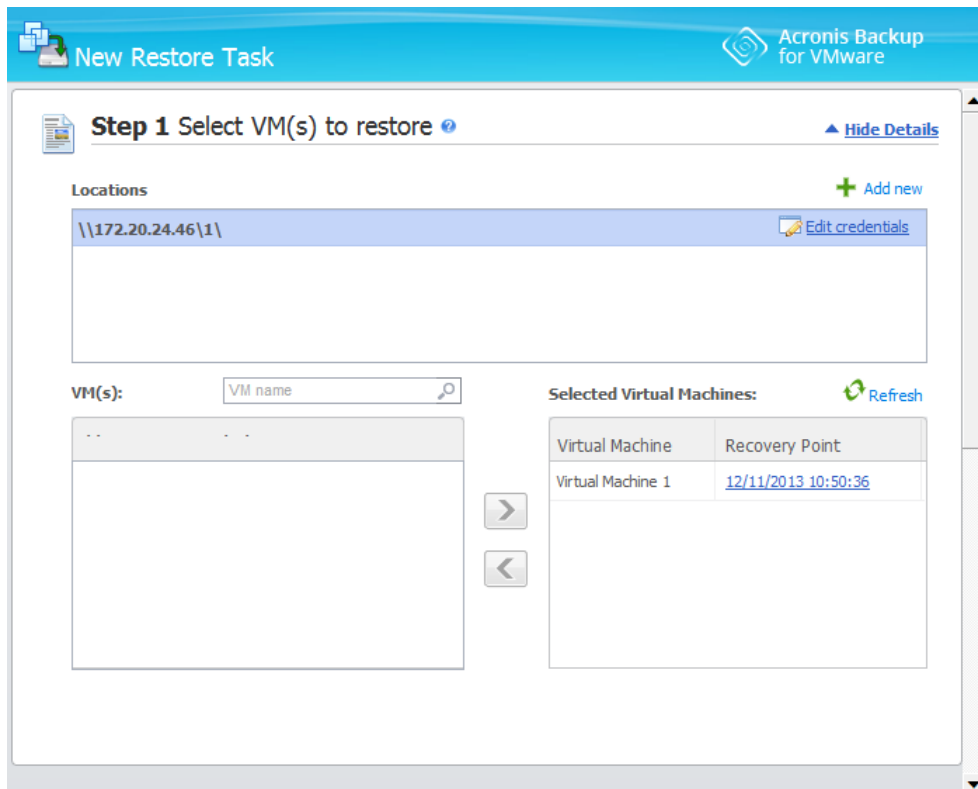 New Restore Task
Acronis Backup
for VMware
Step 1 Select VM(s) to restore
Hide Details
Locations
Add new
\\172.20.24.46\1\
Edit credentials
VM(s):
VM name
Selected Virtual Machines:
Refresh
Virtual Machine
Recovery Point
Virtual Machine 1
12/11/2013 10:50:36